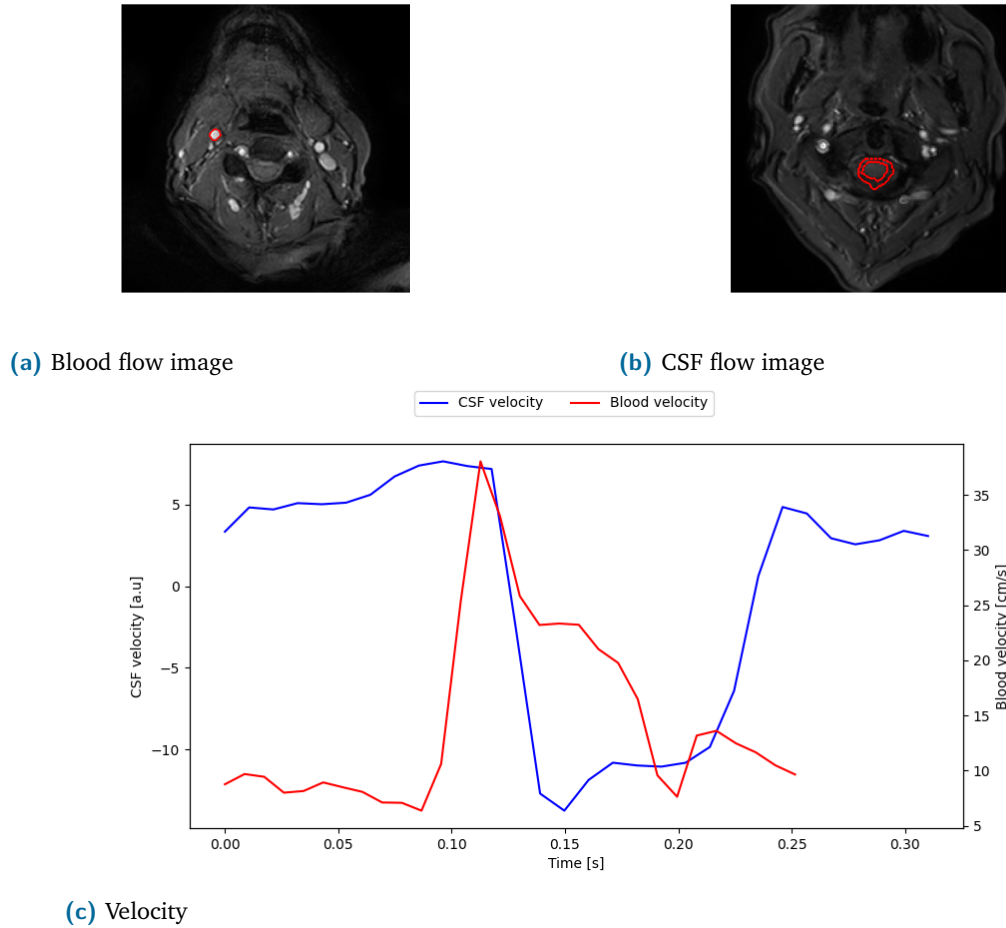 (a) Blood flow image
(b) CSF flow image
CSF velocity
Blood velocity
CSF velocity [a.u]
5
0
−5
−10
Blood velocity [cm/s]
35
30
25
20
15
10
5
0.00 0.05 0.10 0.15 0.20 0.25 0.30
Time [s]
(c) Velocity